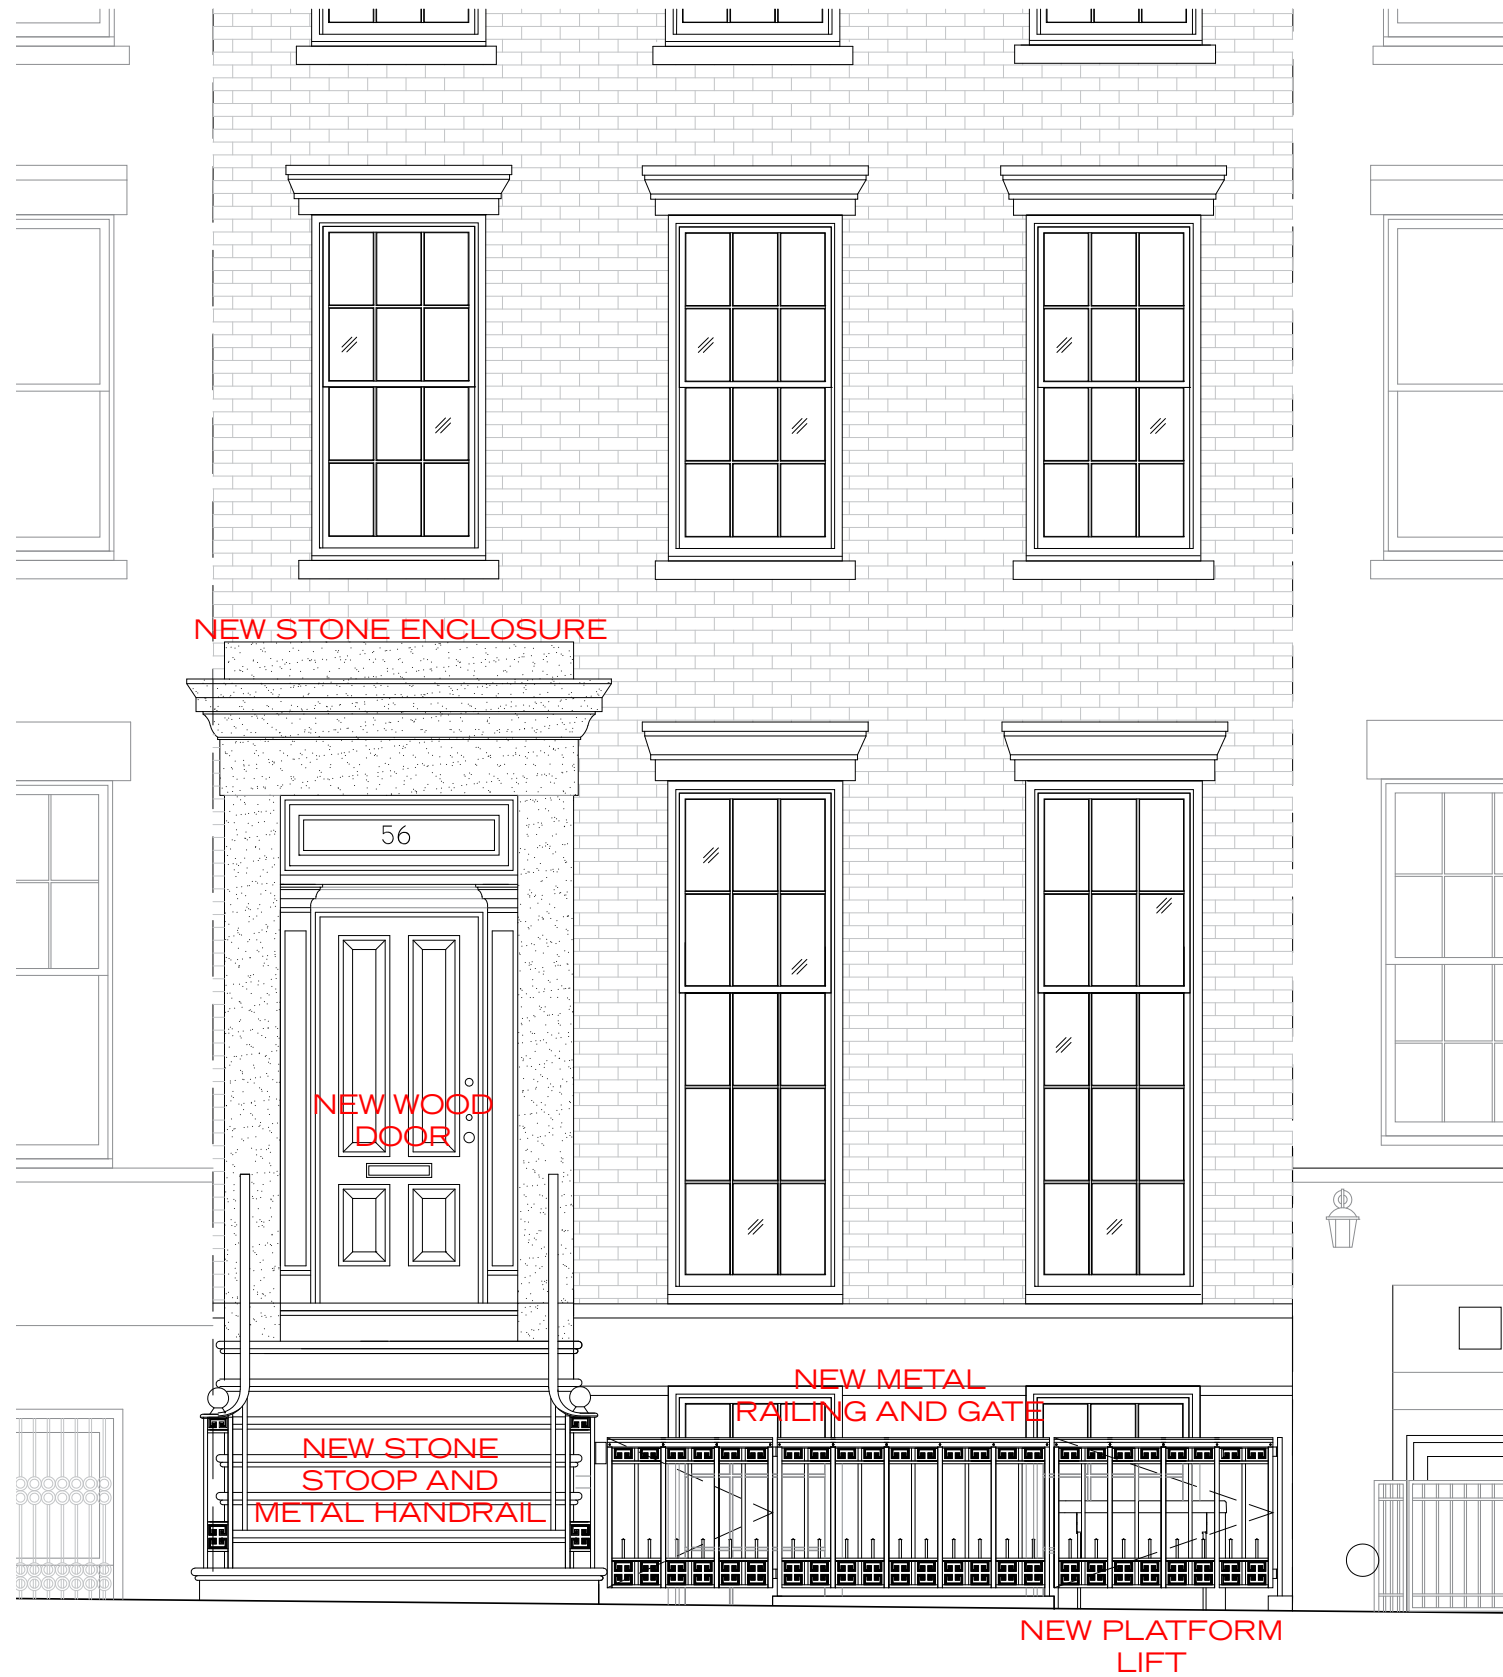 NEW STONE ENCLOSURE
56
NEW WOOD
DOOR
NEW METAL
RAILING AND GATE
NEW STONE
STOOP AND
METAL HANDRAIL
NEW PLATFORM
LIFT